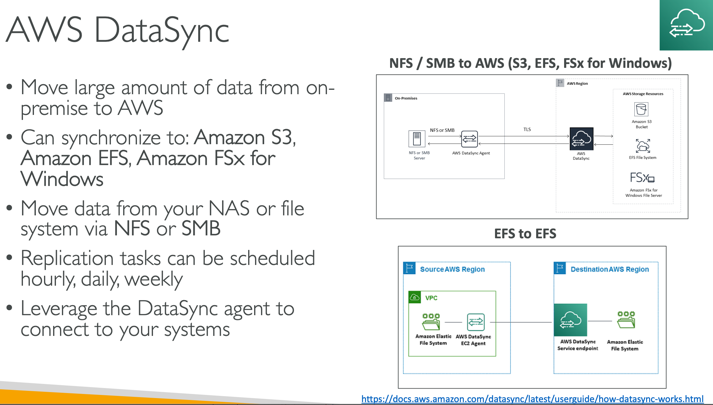 AWS DataSync
• Move large amount of data from on-
premise to AWS
• Can synchronize to: Amazon S3,
Amazon EFS, Amazon FSx for
Windows
• Move data from your NAS or file
system via NFS or SMB
• Replication tasks can be scheduled
hourly, daily, weekly
• Leverage the DataSync agent to
connect to your systems
NFS / SMB to AWS (S3, EFS, FSx for Windows)
On-Premises
NFS or SMB
Server
NFS or SMB
AWS DataSync Agent
TLS
AWS Region
AWS
DataSync
AWS Storage Resources
Amazon S3
Bucket
EFS File System
FSx
Amazon FSx for
Windows File Server
EFS to EFS
Source AWS Region
VPC
Amazon Elastic
File System
AWS DataSync
EC2 Agent
Destination AWS Region
AWS DataSync
Service endpoint
Amazon Elastic
File System
https://docs.aws.amazon.com/datasync/latest/userguide/how-datasync-works.html